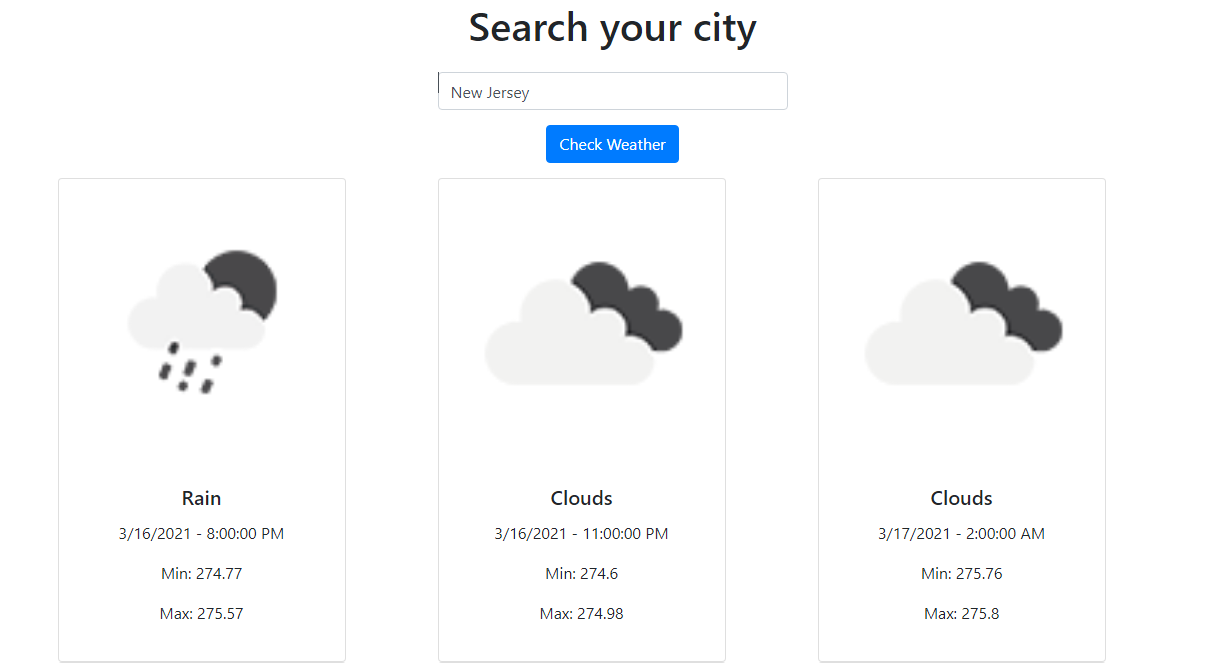 Search your city
New Jersey
Check Weather
Rain
3/16/2021 - 8:00:00 PM
Min: 274.77
Max: 275.57
Clouds
3/16/2021 - 11:00:00 PM
Min: 274.6
Max: 274.98
Clouds
3/17/2021 - 2:00:00 AM
Min: 275.76
Max: 275.8